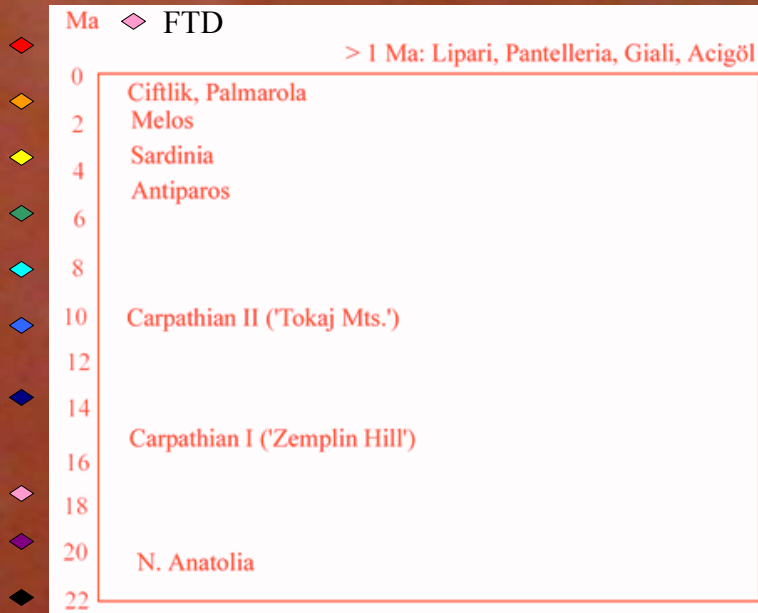 Ma FTD
> 1 Ma: Lipari, Pantelleria, Giali, Acigöl
0
Ciftlik, Palmarola
2
Melos
Sardinia
4
Antiparos
6
8
10
Carpathian II ('Tokaj Mts.')
12
14
Carpathian I ('Zemplin Hill')
16
18
20
N. Anatolia
22